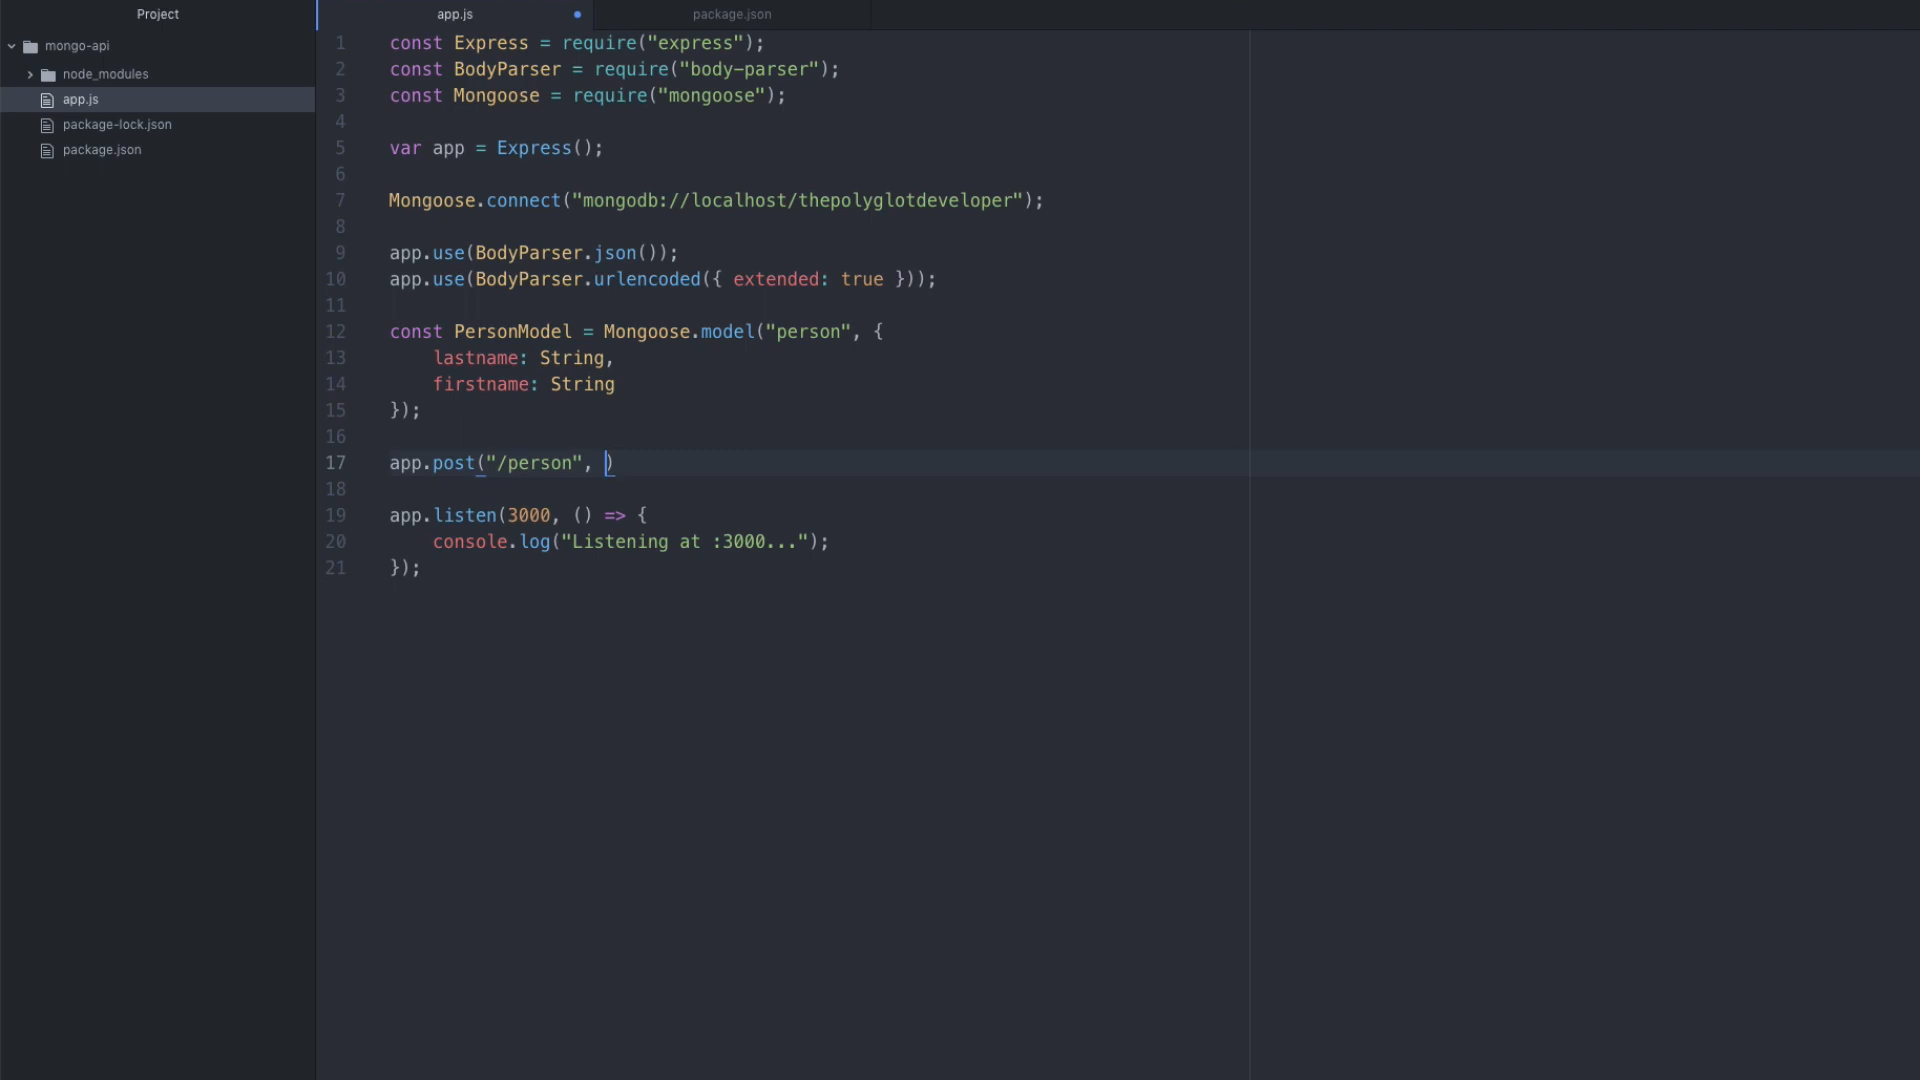 Project
mongo-api
node_modules
app.js
package-lock.json
package.json
app.js
package.json
1 const Express = require("express");
2 const BodyParser = require("body-parser");
3 const Mongoose = require("mongoose");
4
5 var app = Express();
6
7 Mongoose.connect("mongodb://localhost/thepolyglotdeveloper");
8
9 app.use(BodyParser.json());
10 app.use(BodyParser.urlencoded({ extended: true }));
11
12 const PersonModel = Mongoose.model("person", {
13     lastname: String,
14     firstname: String
15 });
16
17 app.post("/person", )
18
19 app.listen(3000, () => {
20     console.log("Listening at :3000...");
21 });